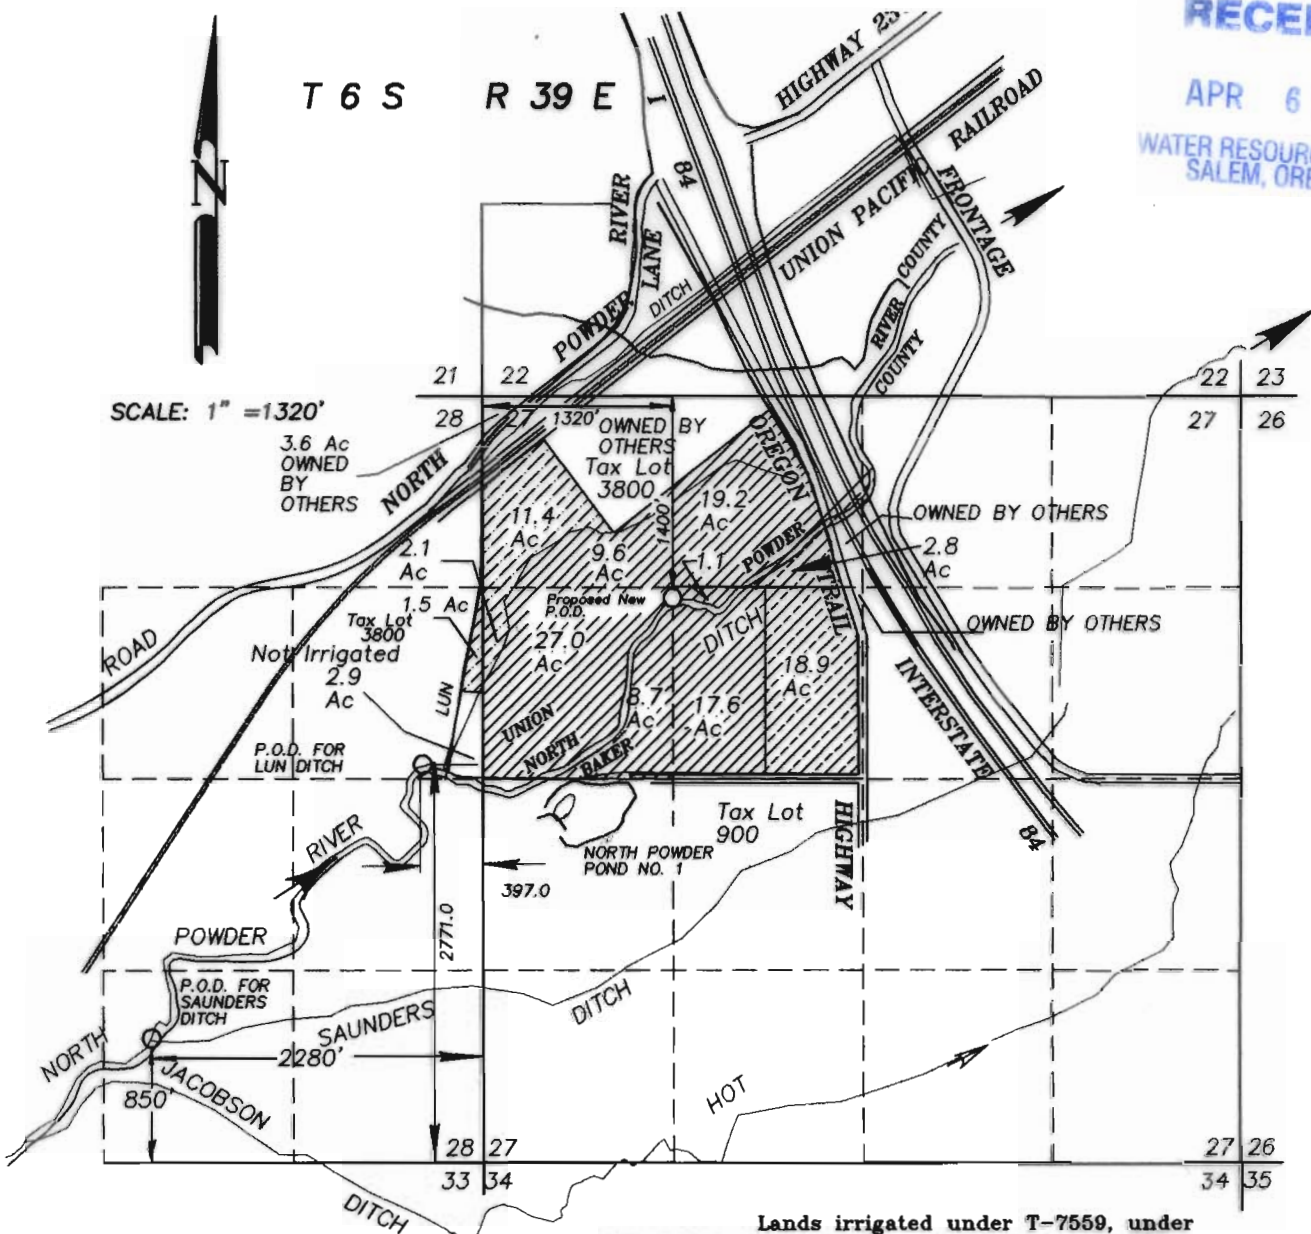 RECE
APR 6
WATER RESOUR
SALEM, ORE
T 6 S R 39 E
N
SCALE: 1" =1320'
HIGHWAY 23
I 84
UNION PACIFIC RAILROAD
FRONTAGE
RIVER
LANE
POWDER
DITCH
NORTH
ROAD
RIVER
COUNTY
COUNTY
21 22
28 27
22 23
27 26
3.6 Ac
OWNED
BY
OTHERS
1320'
OWNED BY
OTHERS
Tax Lot
3800
1400'
OREGON
TRAIL
HIGHWAY
11.4
Ac
9.6
Ac
19.2
Ac
1.1
POWDER
OWNED BY OTHERS
2.8
Ac
OWNED BY OTHERS
2.1
Ac
1.5 Ac
Tax Lot
3800
Not Irrigated
2.9
Ac
Proposed New
P.O.D.
27.0
Ac
DITCH
18.9
Ac
8.7
Ac
17.6
Ac
LUN
UNION
NORTH
BAKER
INTERSTATE
84
P.O.D. FOR
LUN DITCH
Tax Lot
900
NORTH POWDER
POND NO. 1
397.0
2771.0
RIVER
POWDER
NORTH
P.O.D. FOR
SAUNDERS
DITCH
SAUNDERS
DITCH
2280'
850'
JACOBSON
DITCH
HOT
28 27
33 34
27 26
34 35
Lands irrigated under T-7559, under